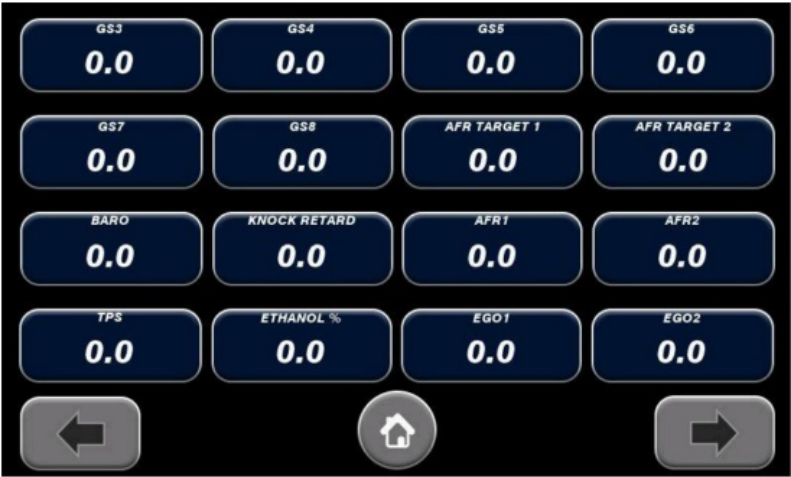 GS3 GS4 GS5 GS6
0.0 0.0 0.0 0.0
GS7 GS8 AFR TARGET 1 AFR TARGET 2
0.0 0.0 0.0 0.0
BARO KNOCK RETARD AFR1 AFR2
0.0 0.0 0.0 0.0
TPS ETHANOL % EGO1 EGO2
0.0 0.0 0.0 0.0